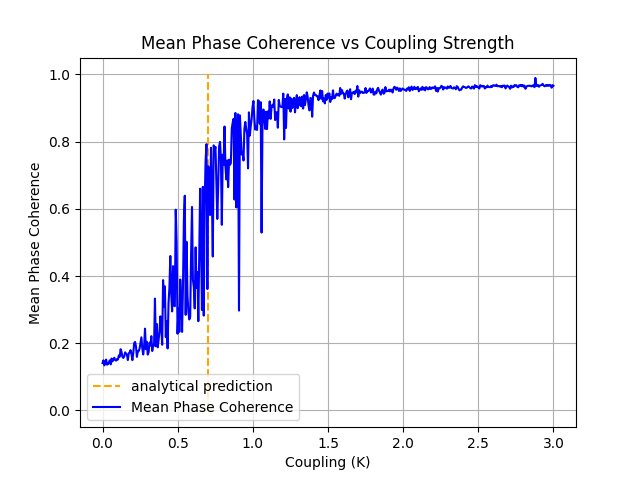 Mean Phase Coherence vs Coupling Strength
Mean Phase Coherence
1.0
0.8
0.6
0.4
0.2
0.0
analytical prediction
Mean Phase Coherence
0.0 0.5 1.0 1.5 2.0 2.5 3.0
Coupling (K)